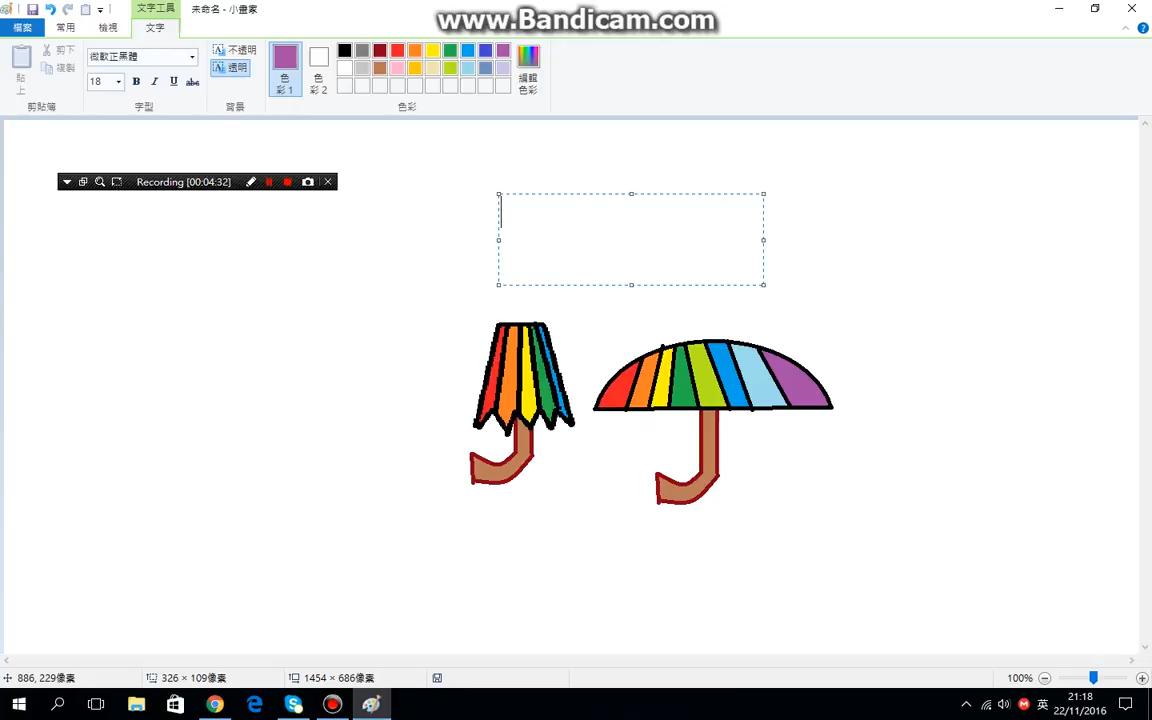 www.Bandicam.com
文字工具
未命名 - 小畫家
檔案
常用
檢視
文字
貼上
剪下
複製
剪貼簿
微軟正黑體
18
B I U abc
字型
不透明
透明
背景
色彩 1
色彩 2
編輯色彩
色彩
Recording [00:04:32]
886, 229像素
326 × 109像素
1454 × 686像素
100%
英
21:18
22/11/2016